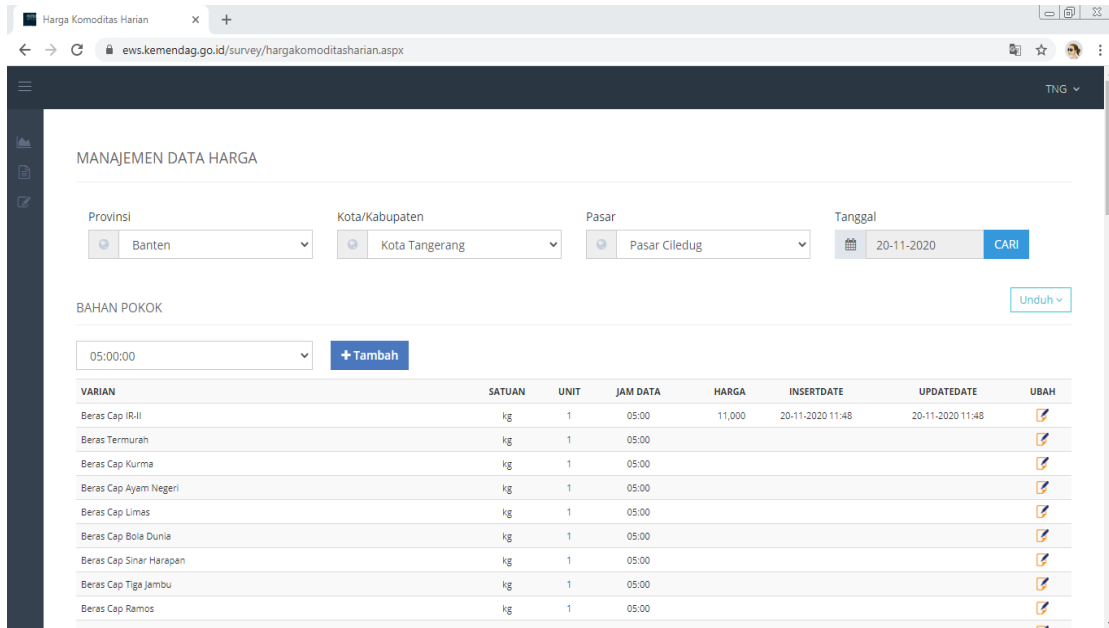 Harga Komoditas Harian
ews.kemendag.go.id/survey/hargakomoditasharian.aspx
TNG
MANAJEMEN DATA HARGA
Provinsi Kota/Kabupaten Pasar Tanggal
Banten Kota Tangerang Pasar Ciledug 20-11-2020 CARI
BAHAN POKOK Unduh
05:00:00 +Tambah
VARIAN SATUAN UNIT JAM DATA HARGA INSERTDATE UPDATEDATE UBAH
Beras Cap IR-II kg 1 05:00 11,000 20-11-2020 11:48 20-11-2020 11:48
Beras Termurah kg 1 05:00
Beras Cap Kurma kg 1 05:00
Beras Cap Ayam Negeri kg 1 05:00
Beras Cap Limas kg 1 05:00
Beras Cap Bola Dunia kg 1 05:00
Beras Cap Sinar Harapan kg 1 05:00
Beras Cap Tiga Jambu kg 1 05:00
Beras Cap Ramos kg 1 05:00